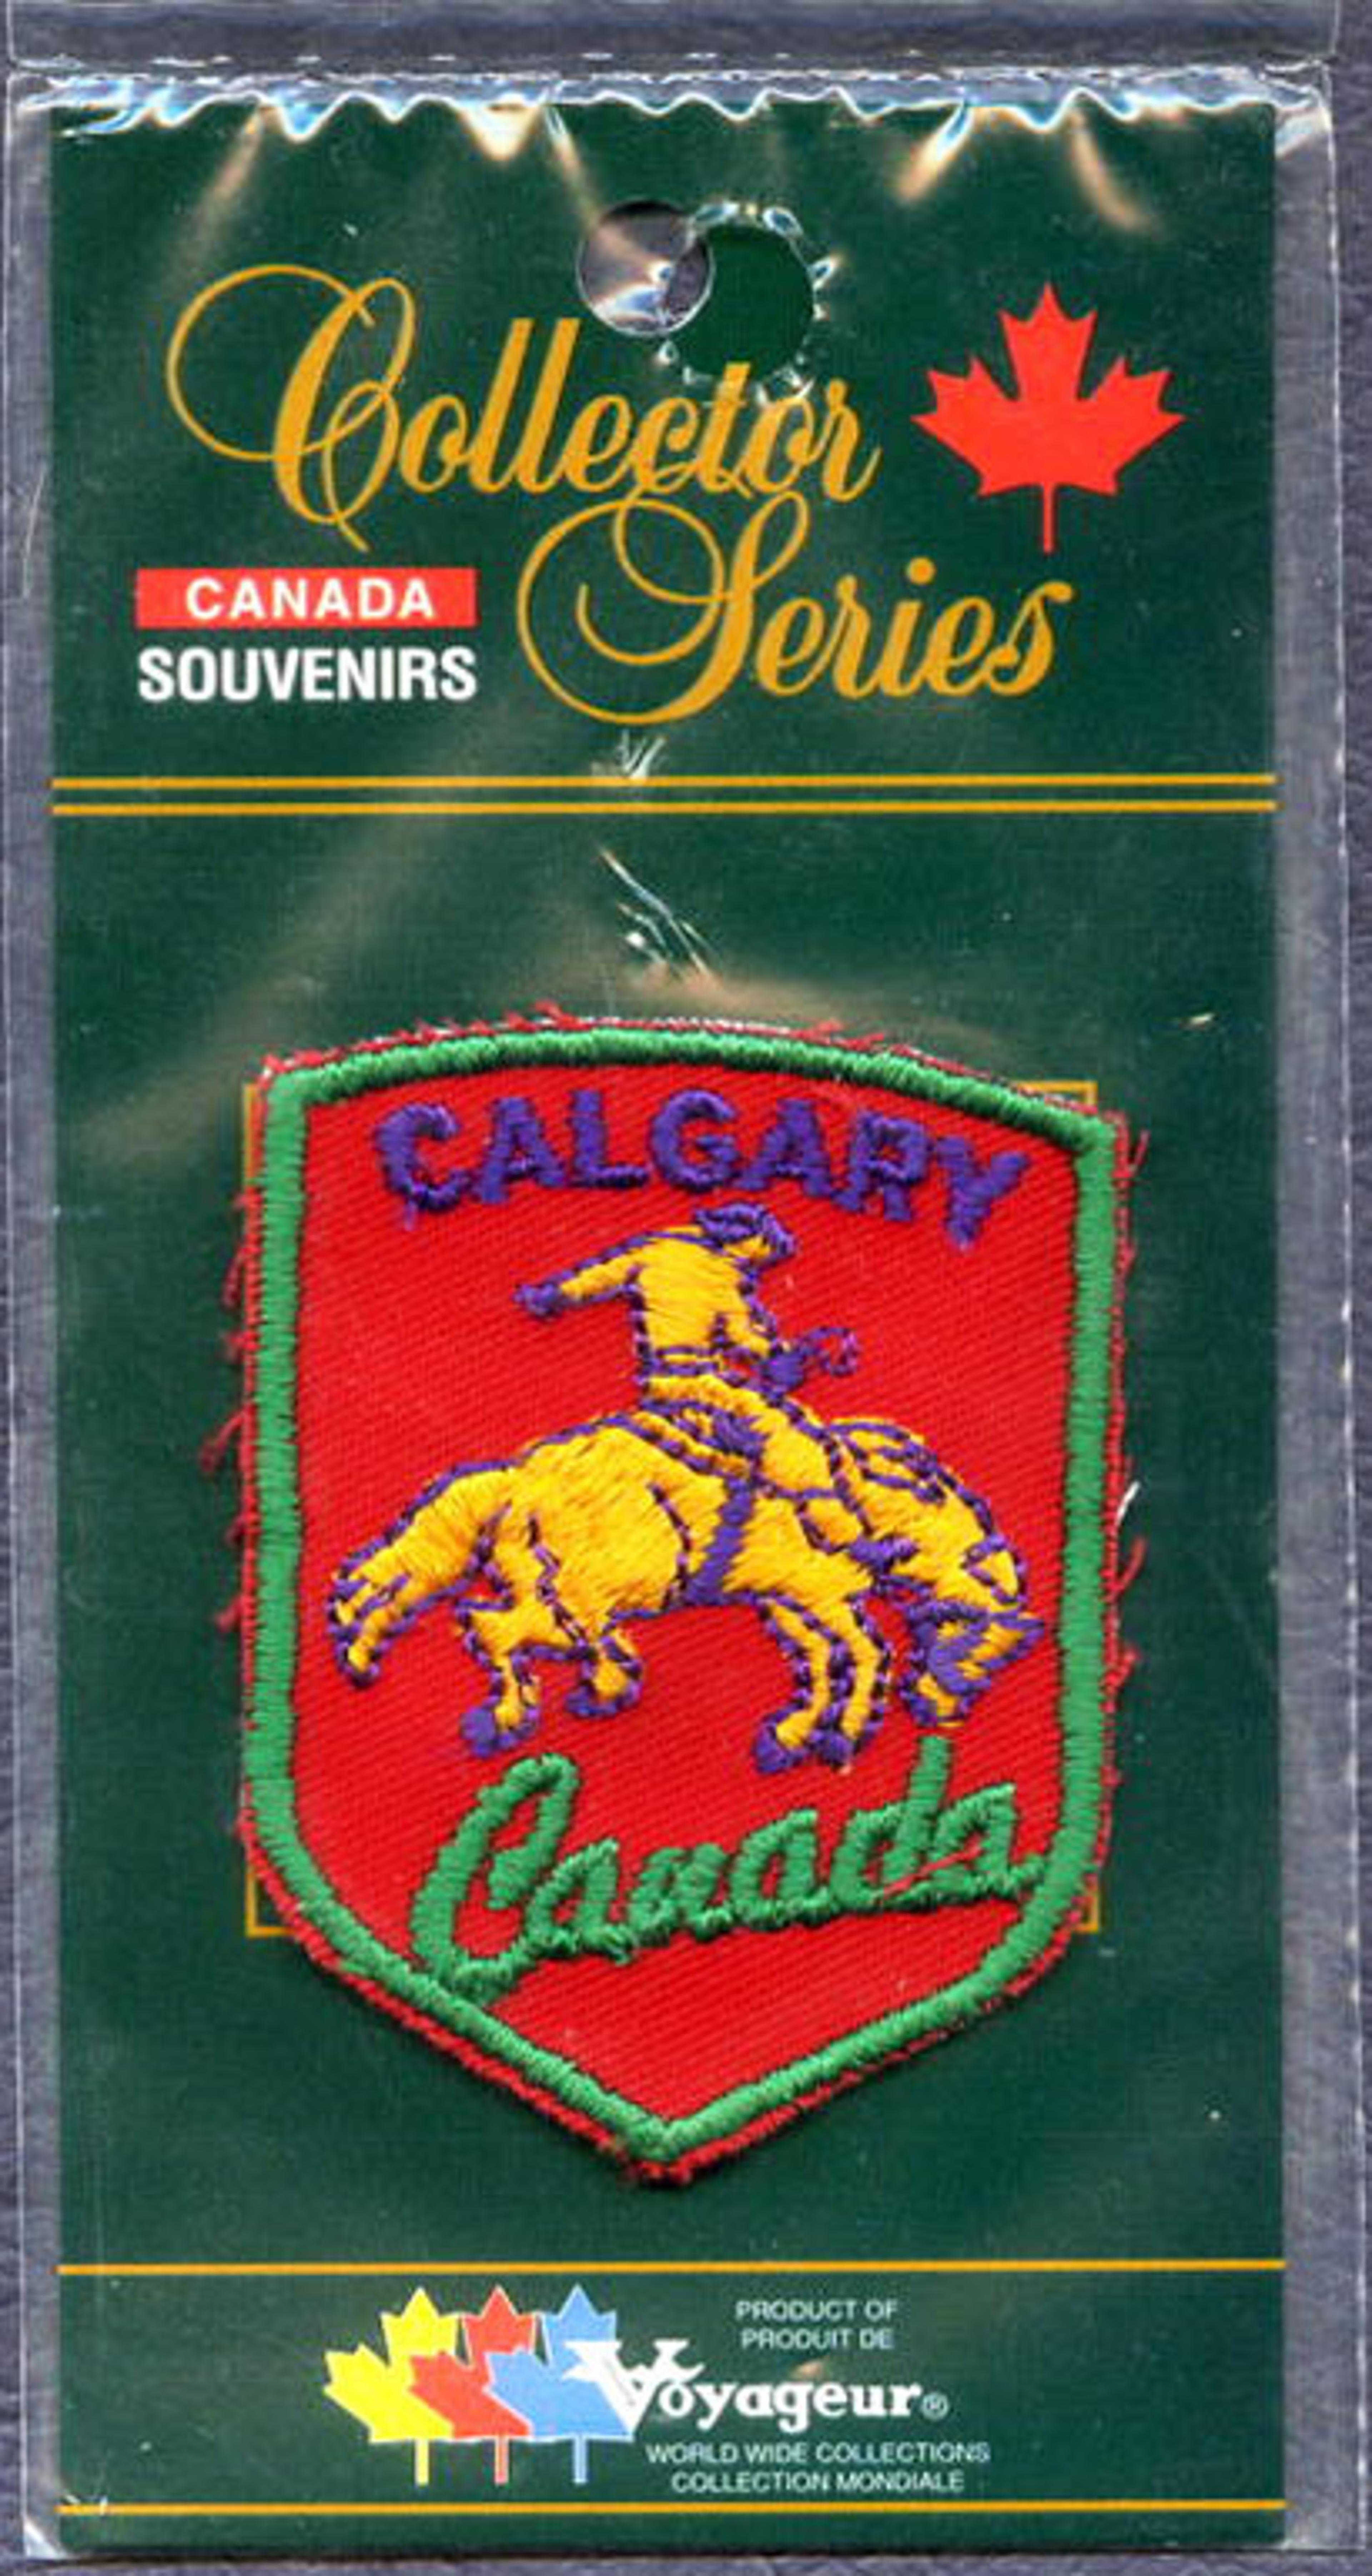 Collector
Series
CANADA
SOUVENIRS
CALGARY
Canada
PRODUCT OF
PRODUIT DE
Voyageur®
WORLD WIDE COLLECTIONS
COLLECTION MONDIALE